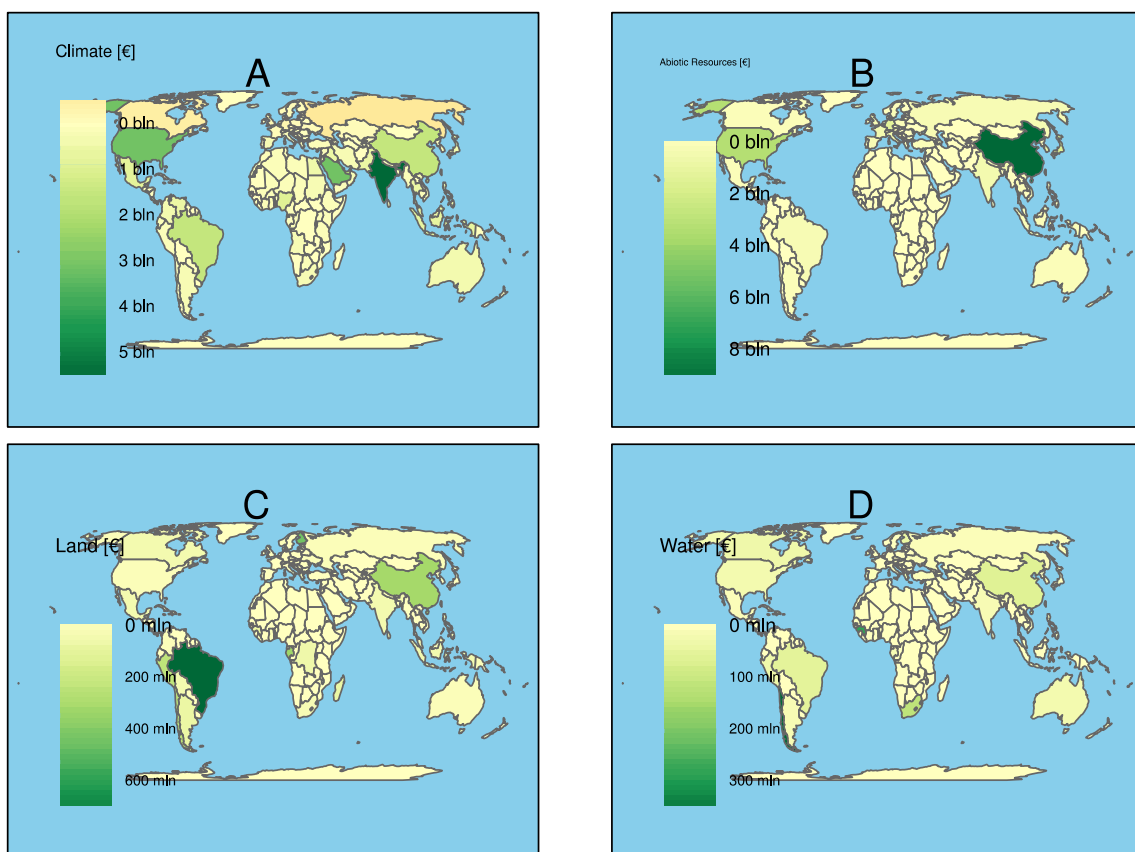 Climate [€]
A
0 bln
1 bln
2 bln
3 bln
4 bln
5 bln
Abiotic Resources [€]
B
0 bln
2 bln
4 bln
6 bln
8 bln
C
Land [€]
0 mln
200 mln
400 mln
600 mln
D
Water [€]
0 mln
100 mln
200 mln
300 mln